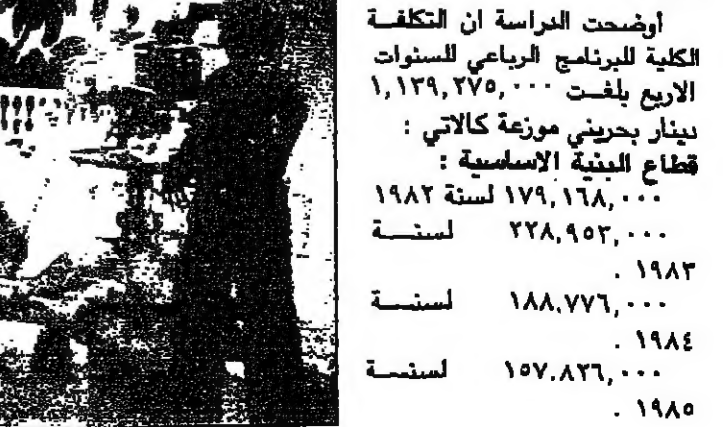 أوضحت الدراسة ان التكلفة
الكلية للبرنامج الرباعي للسنوات
الاربع بلغت ١,١٣٩,٢٧٥,٠٠٠
دينار بحريني موزعة كالاتي :
قطاع البنية الاساسية :
١٧٩,١٦٨,٠٠٠ لسنة ١٩٨٢
٢٢٨,٩٥٢,٠٠٠ لسنة
١٩٨٣ .
١٨٨,٧٧٦,٠٠٠ لسنة
١٩٨٤ .
١٥٧,٨٢٦,٠٠٠ لسنة
١٩٨٥ .